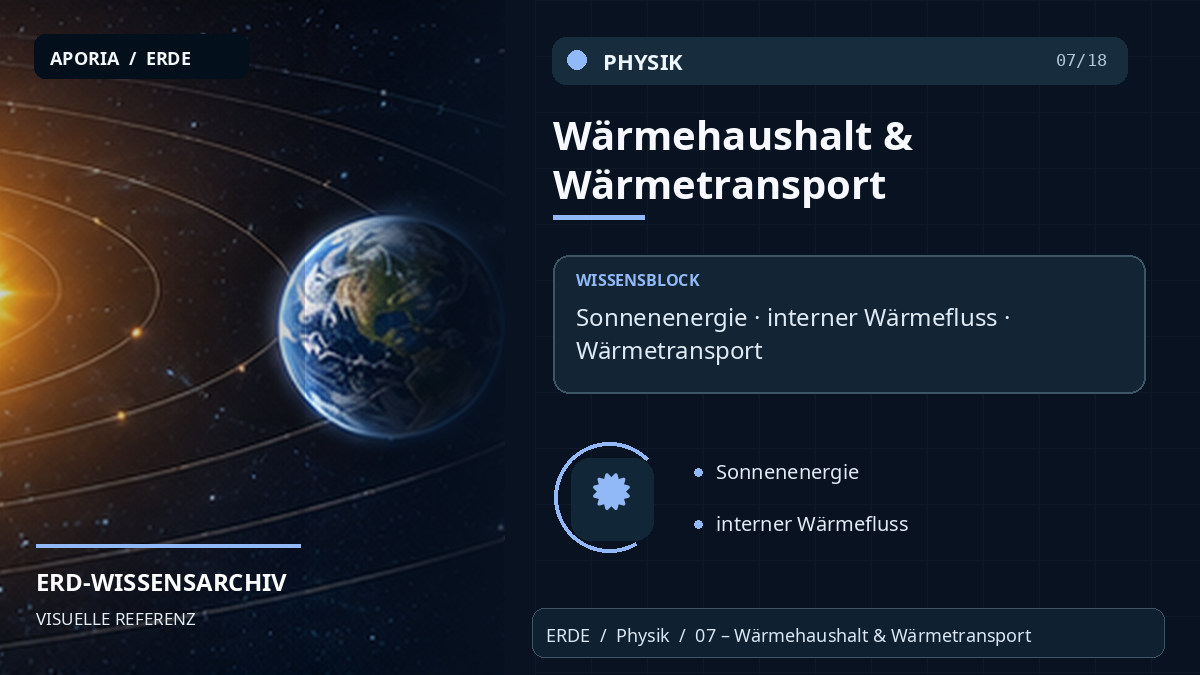 APORIA / ERDE
ERD-WISSENSARCHIV
VISUELLE REFERENZ
PHYSIK
07/18
Wärmehaushalt &
Wärmetransport
WISSENSBLOCK
Sonnenenergie · interner Wärmefluss ·
Wärmetransport
Sonnenenergie
interner Wärmefluss
ERDE / Physik / 07 – Wärmehaushalt & Wärmetransport